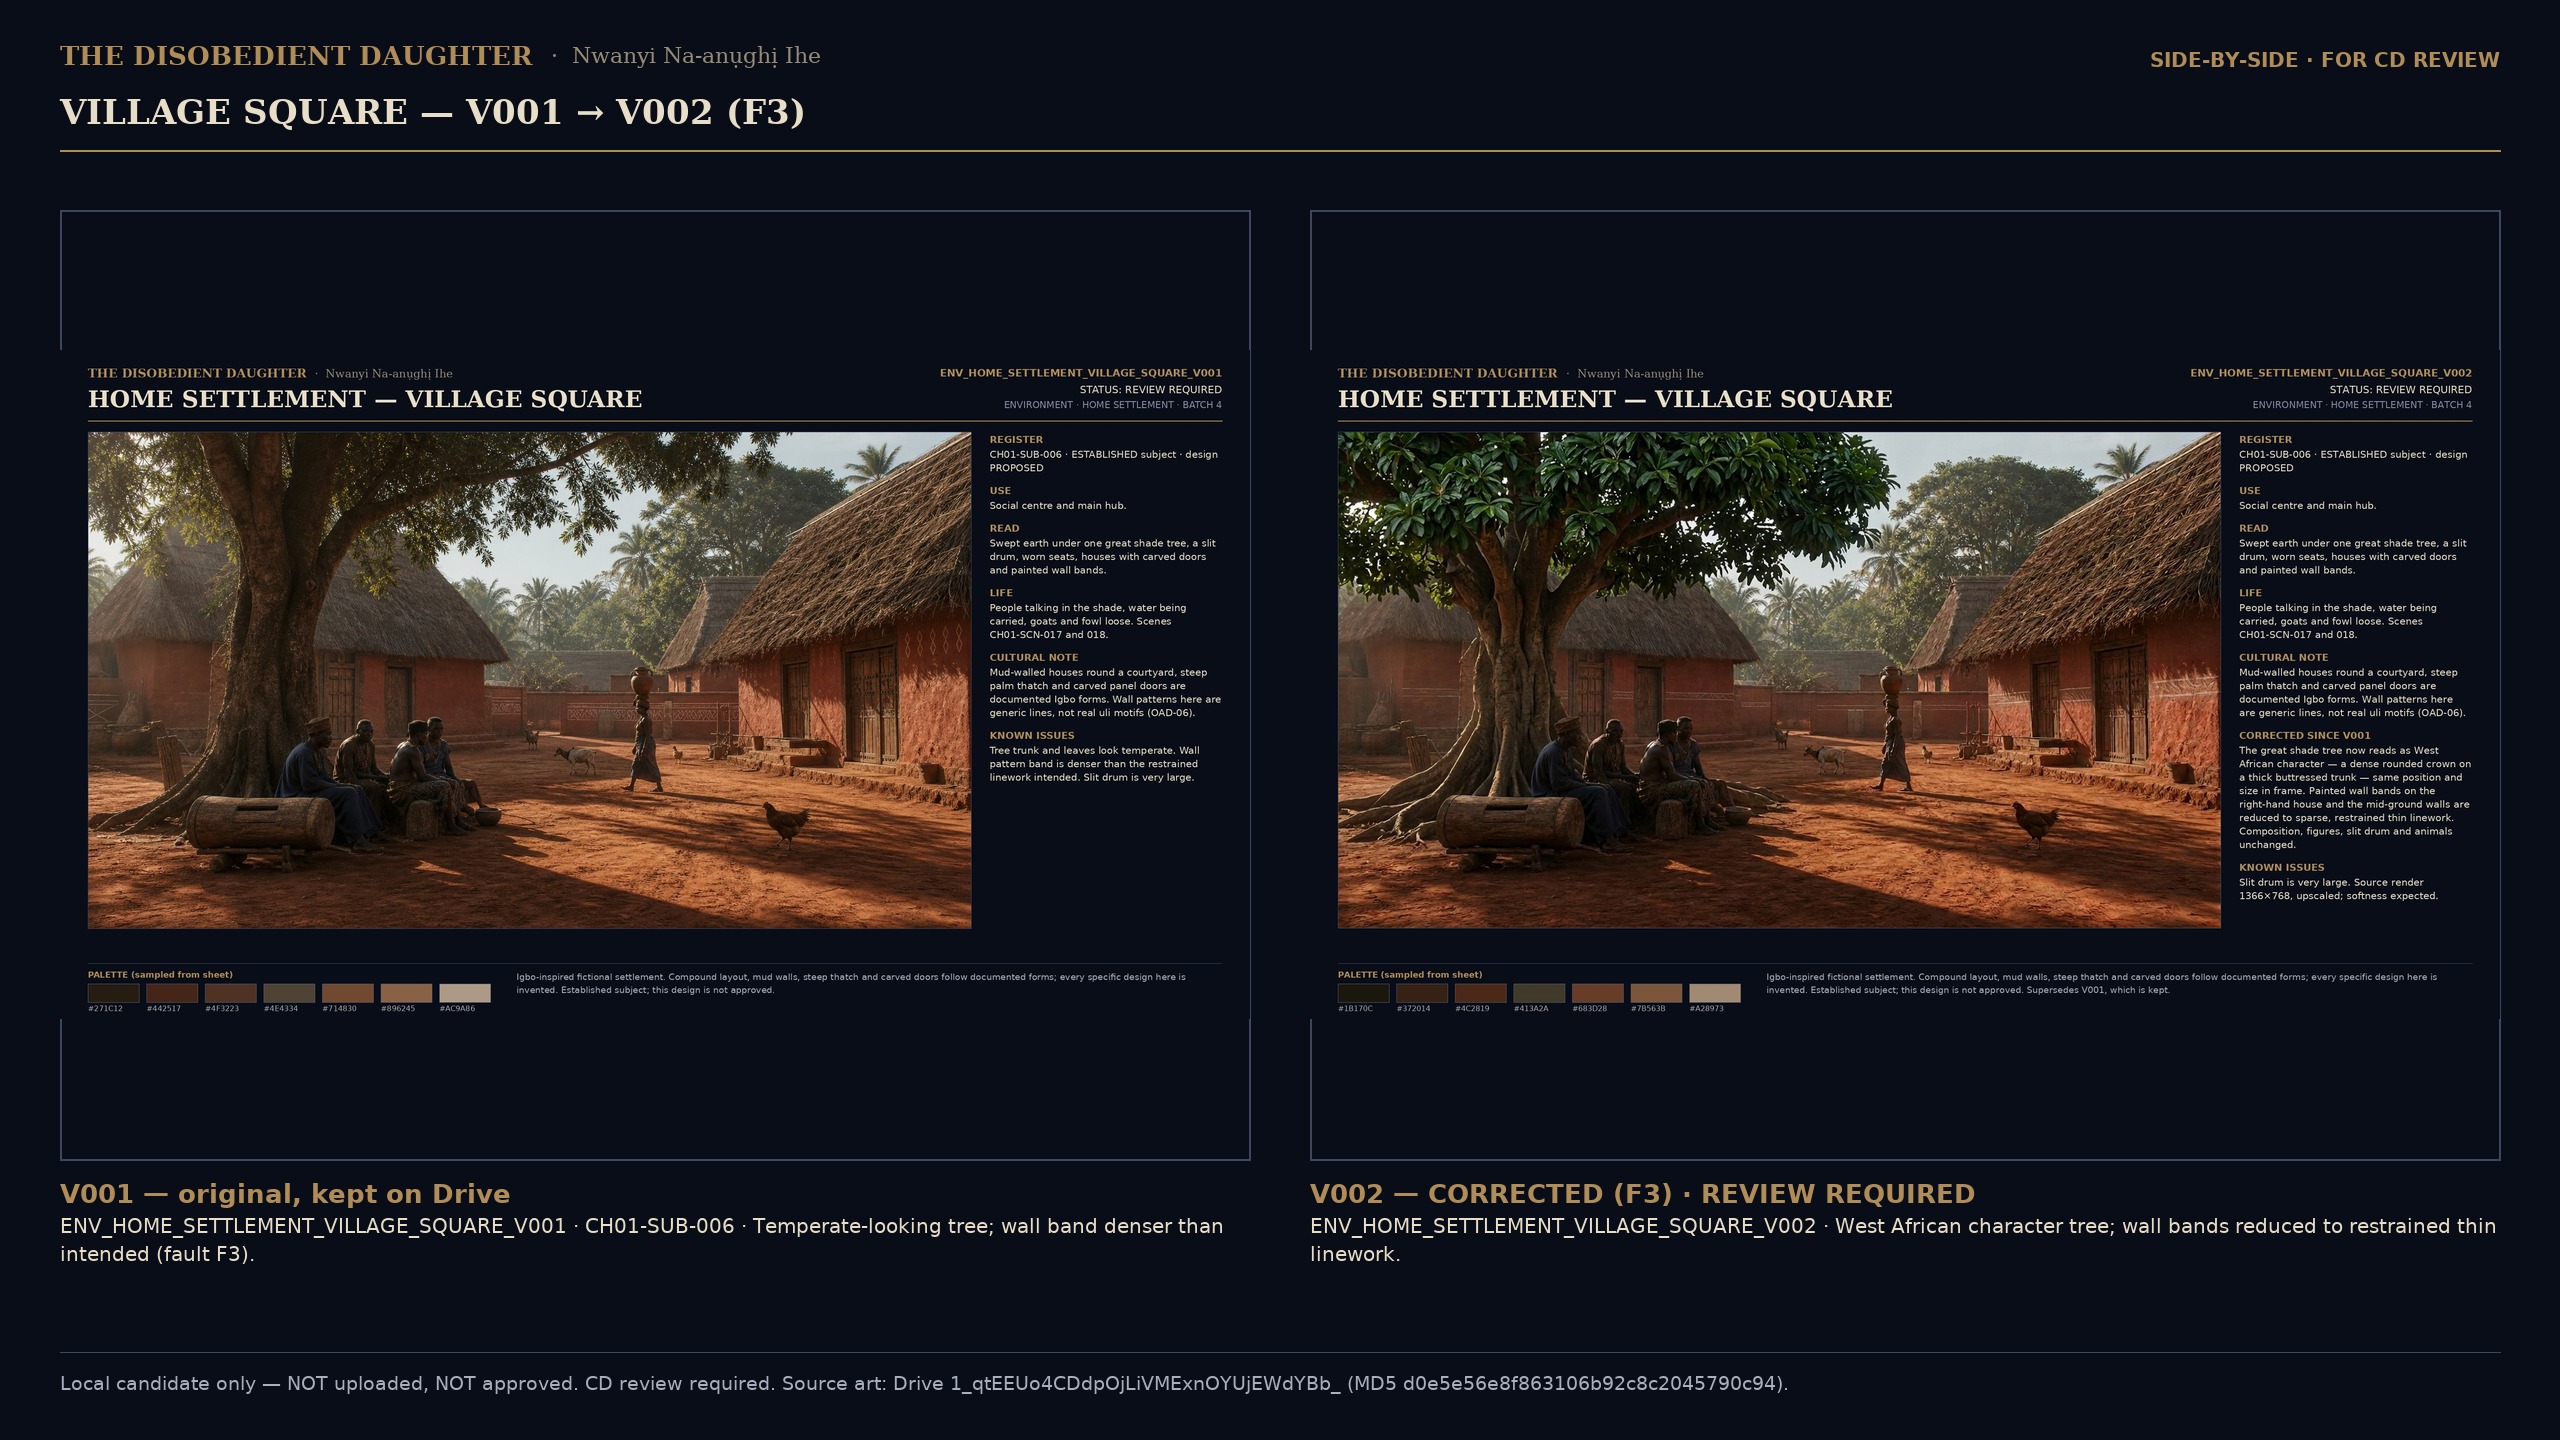 THE DISOBEDIENT DAUGHTER · Nwanyi Na-anụghị Ihe
SIDE-BY-SIDE · FOR CD REVIEW
VILLAGE SQUARE — V001 → V002 (F3)
THE DISOBEDIENT DAUGHTER · Nwanyi Na-anụghị Ihe
HOME SETTLEMENT — VILLAGE SQUARE
ENV_HOME_SETTLEMENT_VILLAGE_SQUARE_V001
STATUS: REVIEW REQUIRED
ENVIRONMENT · HOME SETTLEMENT · BATCH 4
REGISTER
CH01-SUB-006 · ESTABLISHED subject · design
PROPOSED
USE
Social centre and main hub.
READ
Swept earth under one great shade tree, a slit
drum, worn seats, houses with carved doors
and painted wall bands.
LIFE
People talking in the shade, water being
carried, goats and fowl loose. Scenes
CH01-SCN-017 and 018.
CULTURAL NOTE
Mud-walled houses round a courtyard, steep
palm thatch and carved panel doors are
documented Igbo forms. Wall patterns here are
generic lines, not real uli motifs (OAD-06).
KNOWN ISSUES
Tree trunk and leaves look temperate. Wall
pattern band is denser than the restrained
linework intended. Slit drum is very large.
PALETTE (sampled from sheet)
#271C12 #442517 #4F3223 #4E4334 #714830 #896245 #AC9A86
Igbo-inspired fictional settlement. Compound layout, mud walls, steep thatch and carved doors follow documented forms; every specific design here is
invented. Established subject; this design is not approved.
THE DISOBEDIENT DAUGHTER · Nwanyi Na-anụghị Ihe
HOME SETTLEMENT — VILLAGE SQUARE
ENV_HOME_SETTLEMENT_VILLAGE_SQUARE_V002
STATUS: REVIEW REQUIRED
ENVIRONMENT · HOME SETTLEMENT · BATCH 4
REGISTER
CH01-SUB-006 · ESTABLISHED subject · design
PROPOSED
USE
Social centre and main hub.
READ
Swept earth under one great shade tree, a slit
drum, worn seats, houses with carved doors
and painted wall bands.
LIFE
People talking in the shade, water being
carried, goats and fowl loose. Scenes
CH01-SCN-017 and 018.
CULTURAL NOTE
Mud-walled houses round a courtyard, steep
palm thatch and carved panel doors are
documented Igbo forms. Wall patterns here
are generic lines, not real uli motifs (OAD-06).
CORRECTED SINCE V001
The great shade tree now reads as West
African character — a dense rounded crown on
a thick buttressed trunk — same position and
size in frame. Painted wall bands on the
right-hand house and the mid-ground walls are
reduced to sparse, restrained thin linework.
Composition, figures, slit drum and animals
unchanged.
KNOWN ISSUES
Slit drum is very large. Source render
1366×768, upscaled; softness expected.
PALETTE (sampled from sheet)
#1B170C #372014 #4C2819 #413A2A #683D28 #7B563B #A28973
Igbo-inspired fictional settlement. Compound layout, mud walls, steep thatch and carved doors follow documented forms; every specific design here is
invented. Established subject; this design is not approved. Supersedes V001, which is kept.
V001 — original, kept on Drive
ENV_HOME_SETTLEMENT_VILLAGE_SQUARE_V001 · CH01-SUB-006 · Temperate-looking tree; wall band denser than
intended (fault F3).
V002 — CORRECTED (F3) · REVIEW REQUIRED
ENV_HOME_SETTLEMENT_VILLAGE_SQUARE_V002 · West African character tree; wall bands reduced to restrained thin
linework.
Local candidate only — NOT uploaded, NOT approved. CD review required. Source art: Drive 1_qtEEUo4CDdpOjLiVMExnOYUjEWdYBb_ (MD5 d0e5e56e8f863106b92c8c2045790c94).